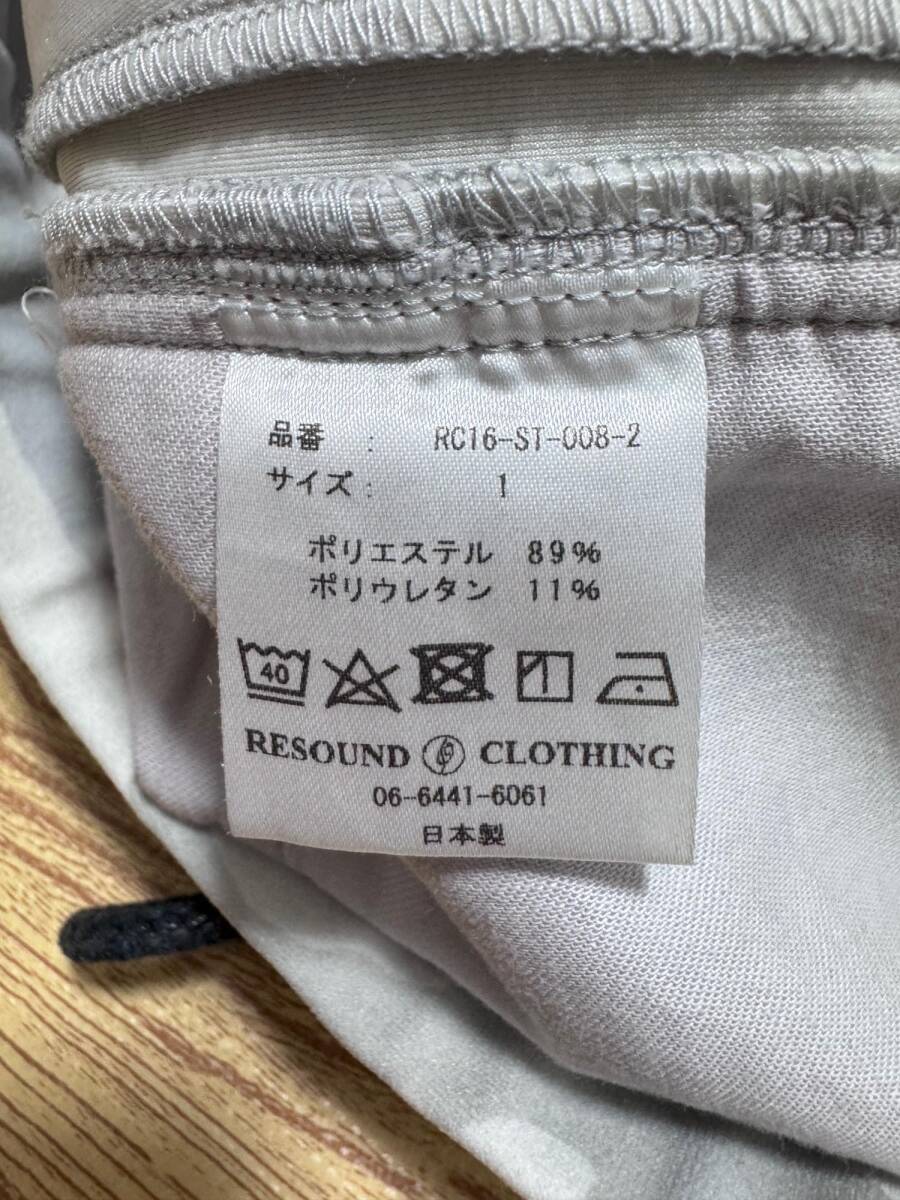 品番 : RC16-ST-008-2
サイズ : 1
ポリエステル 89%
ポリウレタン 11%
40
RESOUND CLOTHING
06-6441-6061
日本製